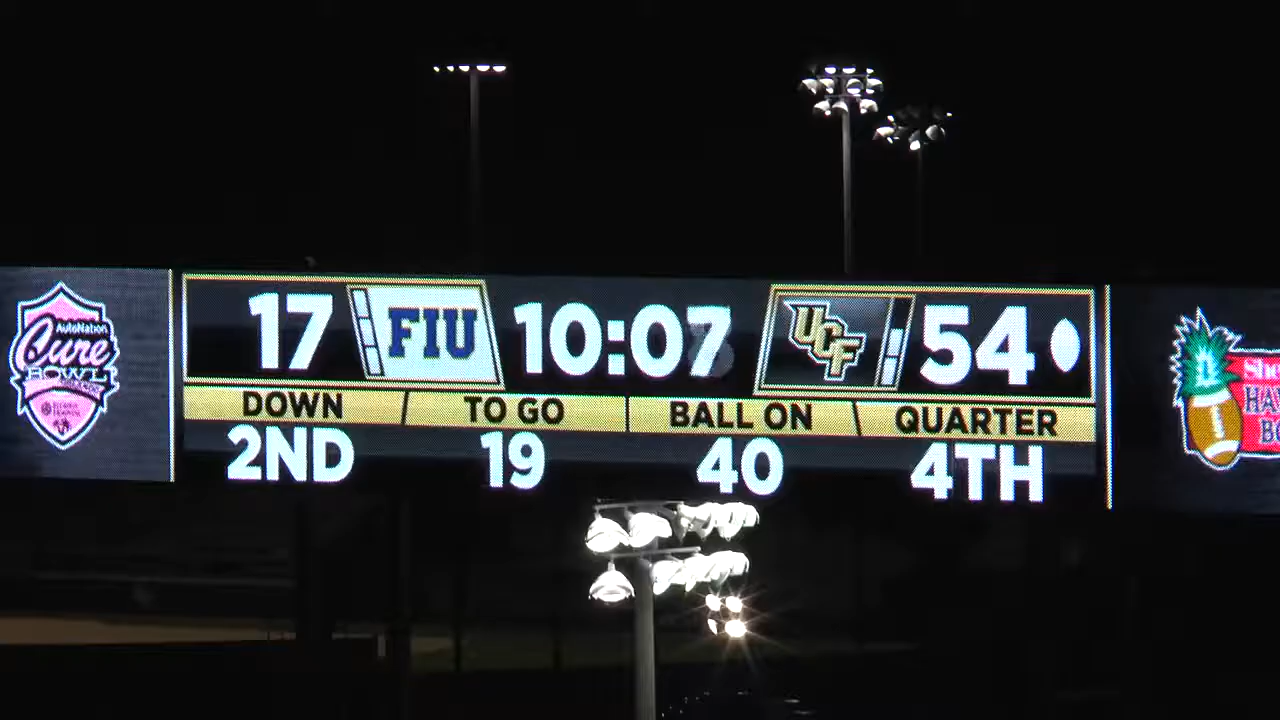 AutoNation
Cure
BOWL
17
FIU
10:07
UCF
54
DOWN
TO GO
BALL ON
QUARTER
2ND
19
40
4TH